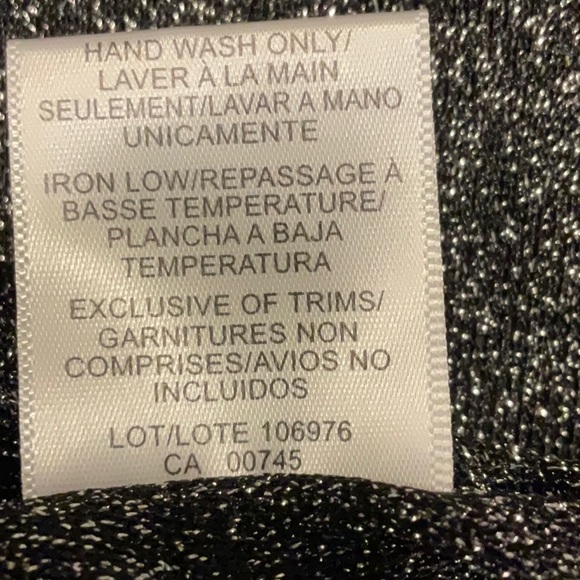 HAND WASH ONLY/
LAVER À LA MAIN
SEULEMENT/LAVAR A MANO
UNICAMENTE
IRON LOW/REPASSAGE À
BASSE TEMPERATURE/
PLANCHA A BAJA
TEMPERATURA
EXCLUSIVE OF TRIMS/
GARNITURES NON
COMPRISES/AVIOS NO
INCLUIDOS
LOT/LOTE 106976
CA 00745